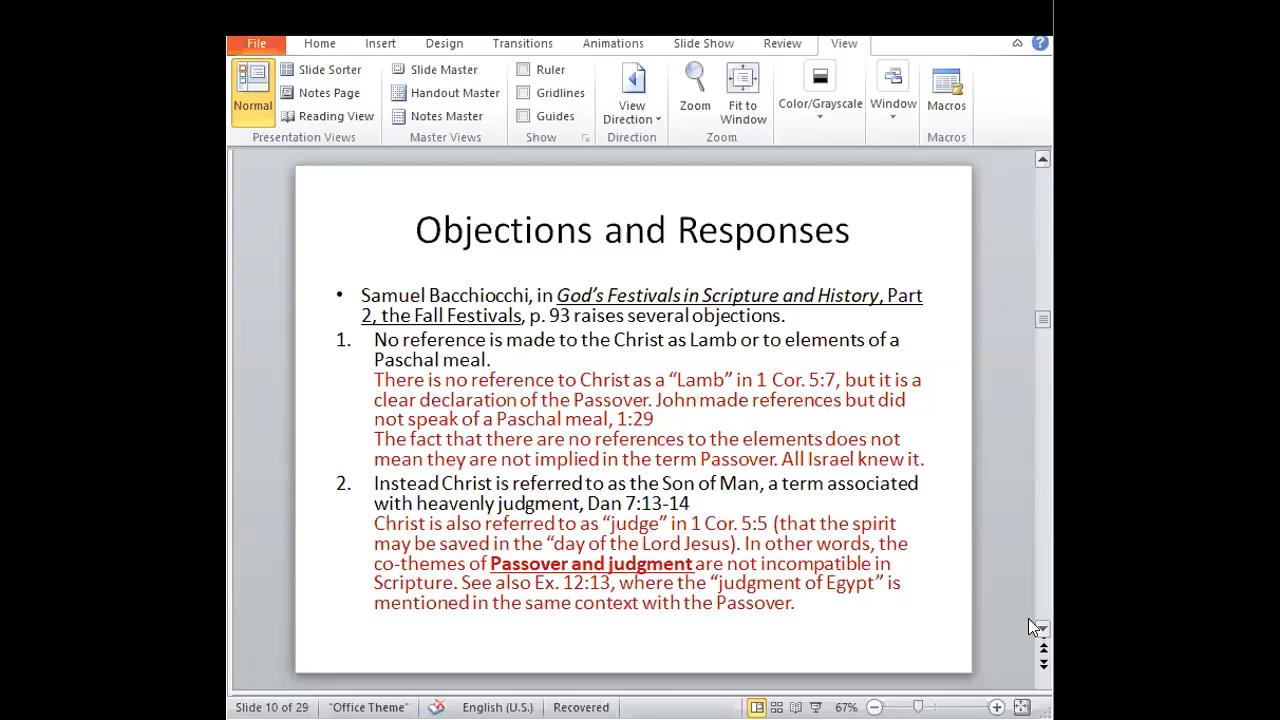 File Home Insert Design Transitions Animations Slide Show Review View
Normal
Slide Sorter
Notes Page
Reading View
Presentation Views
Slide Master
Handout Master
Notes Master
Master Views
Ruler
Gridlines
Guides
Show
View
Direction
Direction
Zoom
Fit to
Window
Zoom
Color/Grayscale
Window
Macros
Macros
Objections and Responses
• Samuel Bacchiocchi, in God's Festivals in Scripture and History, Part
2, the Fall Festivals, p. 93 raises several objections.
1. No reference is made to the Christ as Lamb or to elements of a
Paschal meal.
There is no reference to Christ as a “Lamb” in 1 Cor. 5:7, but it is a
clear declaration of the Passover. John made references but did
not speak of a Paschal meal, 1:29
The fact that there are no references to the elements does not
mean they are not implied in the term Passover. All Israel knew it.
2. Instead Christ is referred to as the Son of Man, a term associated
with heavenly judgment, Dan 7:13-14
Christ is also referred to as “judge” in 1 Cor. 5:5 (that the spirit
may be saved in the “day of the Lord Jesus). In other words, the
co-themes of Passover and judgment are not incompatible in
Scripture. See also Ex. 12:13, where the “judgment of Egypt” is
mentioned in the same context with the Passover.
Slide 10 of 29 "Office Theme" English (U.S.) Recovered 67%